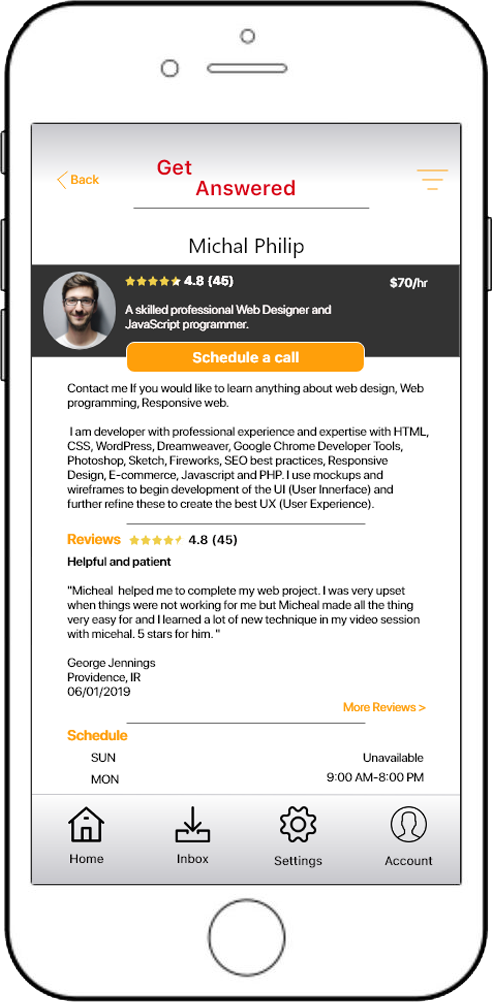 Back
Get
Answered
Michal Philip
4.8 (45)
$70/hr
A skilled professional Web Designer and
JavaScript programmer.
Schedule a call
Contact me If you would like to learn anything about web design, Web
programming, Responsive web.
I am developer with professional experience and expertise with HTML,
CSS, WordPress, Dreamweaver, Google Chrome Developer Tools,
Photoshop, Sketch, Fireworks, SEO best practices, Responsive
Design, E-commerce, Javascript and PHP. I use mockups and
wireframes to begin development of the UI (User Innerface) and
further refine these to create the best UX (User Experience).
Reviews 4.8 (45)
Helpful and patient
"Micheal helped me to complete my web project. I was very upset
when things were not working for me but Micheal made all the thing
very easy for and I learned a lot of new technique in my video session
with micehal. 5 stars for him. "
George Jennings
Providence, IR
06/01/2019
More Reviews >
Schedule
SUN Unavailable
MON 9:00 AM-8:00 PM
Home Inbox Settings Account